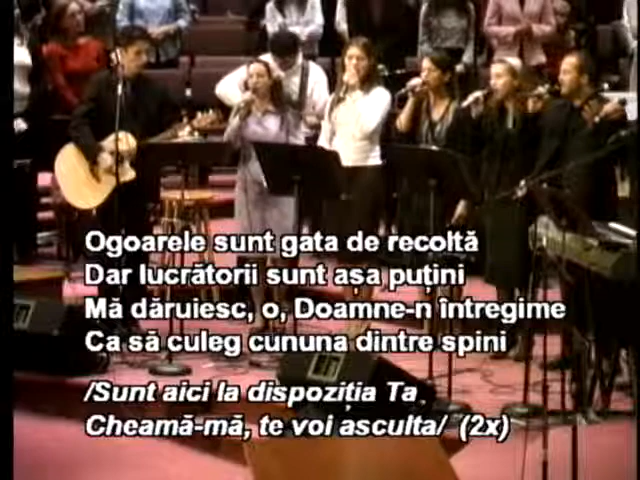 Ogoarele sunt gata de recoltă
Dar lucrătorii sunt așa puțini
Mă dăruiesc, o, Doamne-n întregime
Ca să culeg cununa dintre spini
/Sunt aici la dispoziția Ta
Cheamă-mă, te voi asculta/ (2x)